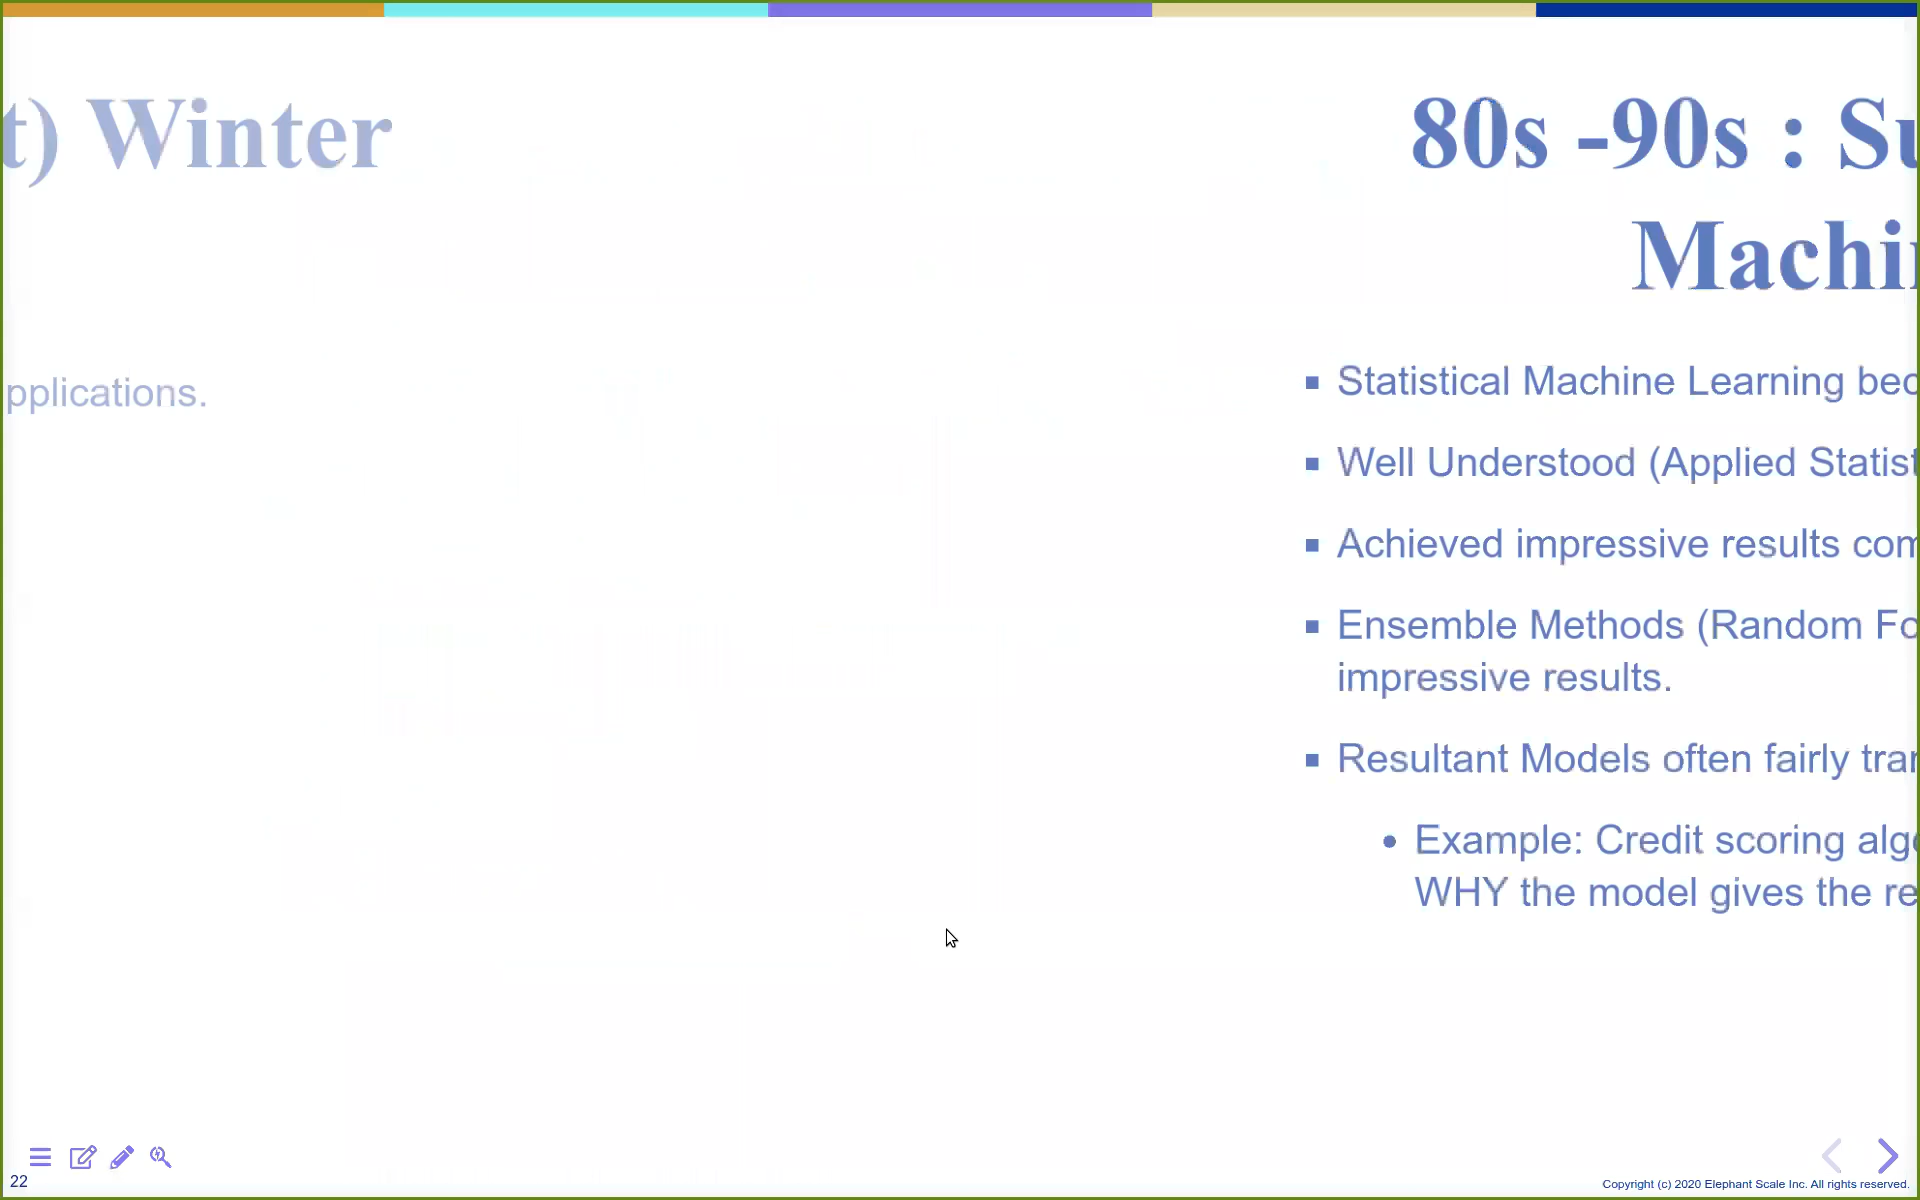 t) Winter
pplications.
80s -90s : Su
Machi
Statistical Machine Learning bec
Well Understood (Applied Statist
Achieved impressive results com
Ensemble Methods (Random Fo
impressive results.
Resultant Models often fairly tran
Example: Credit scoring algo
WHY the model gives the re
22
Copyright (c) 2020 Elephant Scale Inc. All rights reserved.